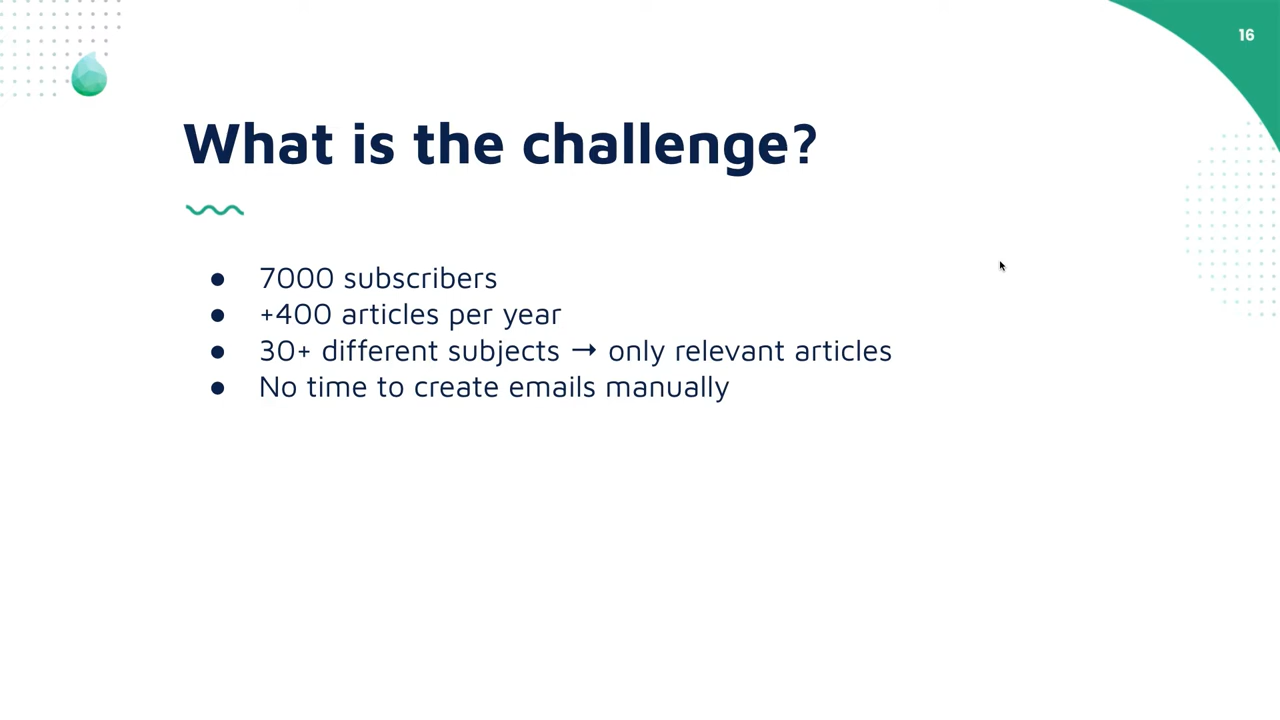 16
What is the challenge?
● 7000 subscribers
● +400 articles per year
● 30+ different subjects → only relevant articles
● No time to create emails manually